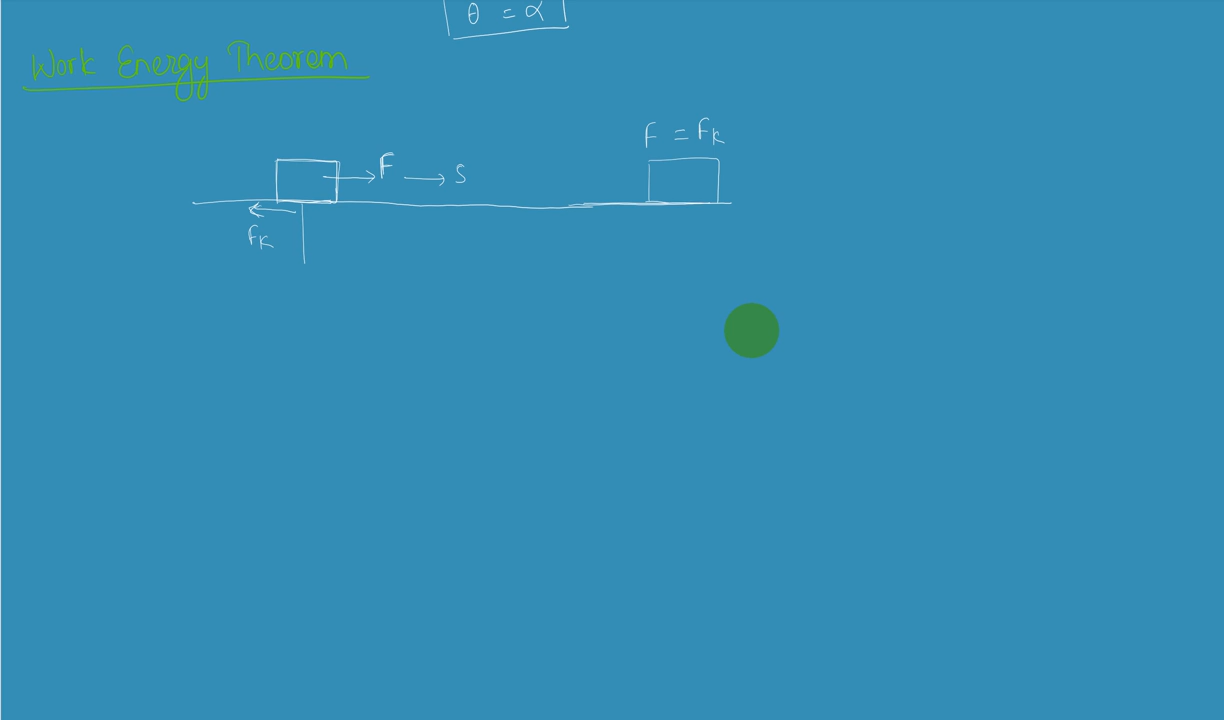 θ = α
Work Energy Theorem
F = fK
F → S
fK